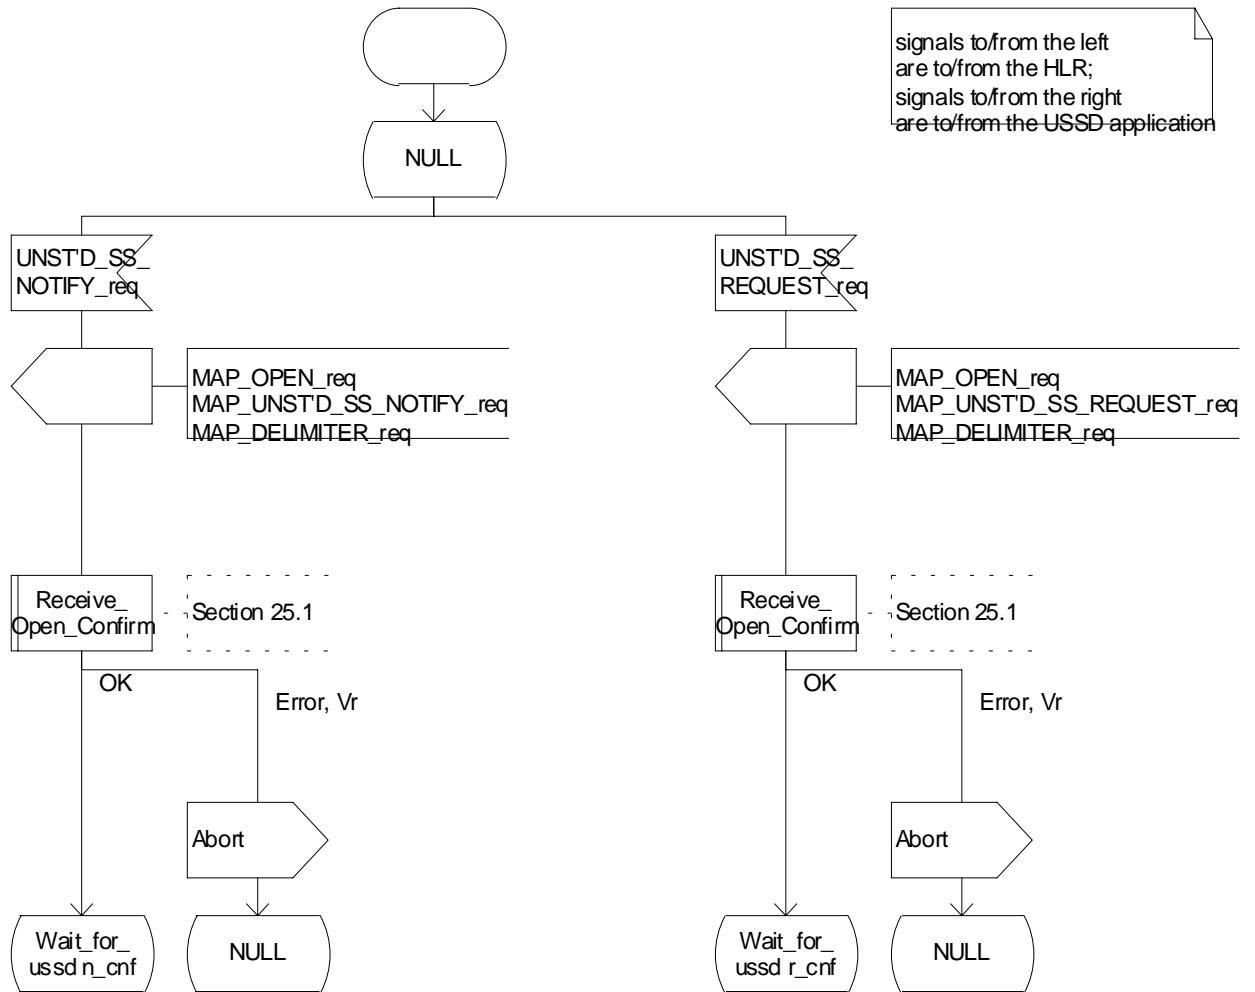 signals to/from the left
are to/from the HLR;
signals to/from the right
are to/from the USSD application
NULL
UNST'D_SS_
NOTIFY_req
UNST'D_SS_
REQUEST_req
MAP_OPEN_req
MAP_UNST'D_SS_NOTIFY_req
MAP_DELIMITER_req
MAP_OPEN_req
MAP_UNST'D_SS_REQUEST_req
MAP_DELIMITER_req
Receive_
Open_Confirm
Section 25.1
Receive_
Open_Confirm
Section 25.1
OK
Error, Vr
OK
Error, Vr
Abort
Abort
Wait_for_
ussd n_cnf
NULL
Wait_for_
ussd r_cnf
NULL